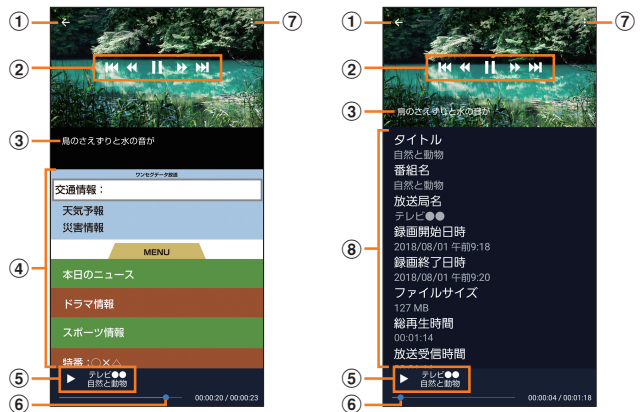 ①
⑦
②
③
鳥のさえずりと水の音が
ワンセグデータ放送
交通情報：
天気予報
災害情報
MENU
④
本日のニュース
ドラマ情報
スポーツ情報
特番：○×△
⑤
テレビ●●
自然と動物
⑥
00:00:20 / 00:00:23
①
⑦
②
③
鳥のさえずりと水の音が
タイトル
自然と動物
番組名
自然と動物
放送局名
テレビ●●
録画開始日時
2018/08/01 午前9:18
⑧
録画終了日時
2018/08/01 午前9:20
ファイルサイズ
127 MB
総再生時間
00:01:14
放送受信時間
⑤
テレビ●●
自然と動物
⑥
00:00:04 / 00:01:18